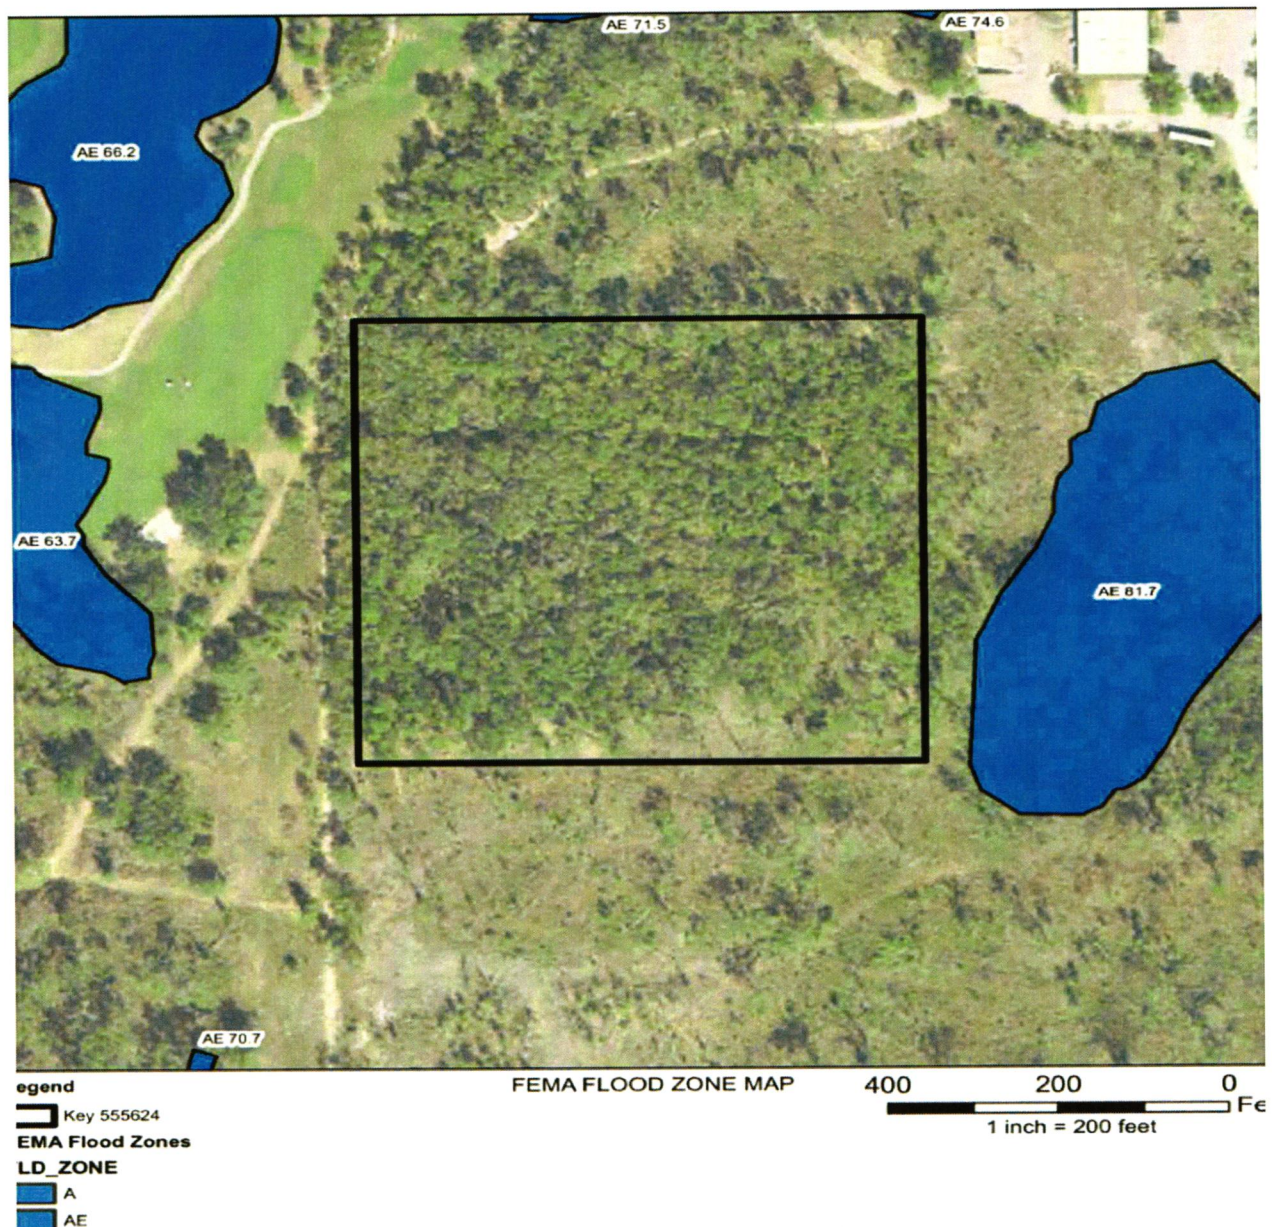 AE 71.5
AE 74.6
AE 66.2
AE 63.7
AE 81.7
AE 70.7
egend
FEMA FLOOD ZONE MAP
400 200 0
Fe
Key 555624
1 inch = 200 feet
EMA Flood Zones
LD_ZONE
A
AE